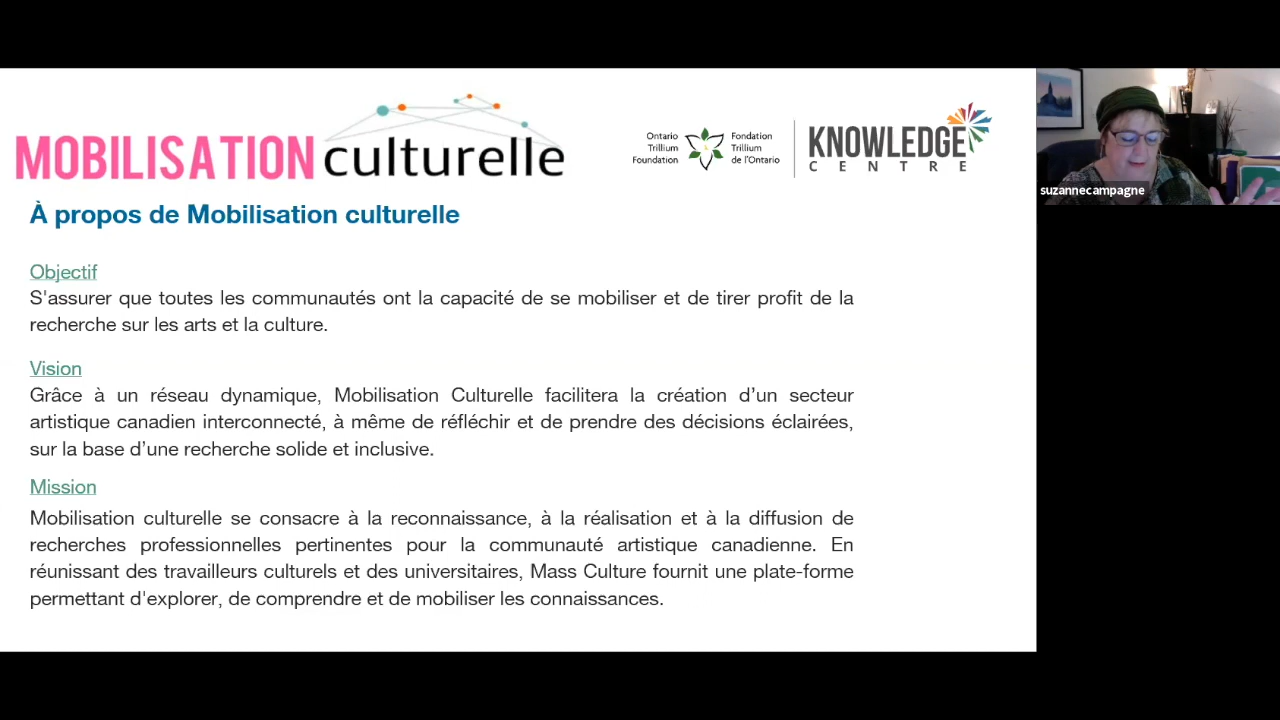 MOBILISATION culturelle
Ontario
Trillium
Foundation
Fondation
Trillium
de l'Ontario
KNOWLEDGE
CENTRE
suzannecampagne
À propos de Mobilisation culturelle
Objectif
S'assurer que toutes les communautés ont la capacité de se mobiliser et de tirer profit de la
recherche sur les arts et la culture.
Vision
Grâce à un réseau dynamique, Mobilisation Culturelle facilitera la création d’un secteur
artistique canadien interconnecté, à même de réfléchir et de prendre des décisions éclairées,
sur la base d’une recherche solide et inclusive.
Mission
Mobilisation culturelle se consacre à la reconnaissance, à la réalisation et à la diffusion de
recherches professionnelles pertinentes pour la communauté artistique canadienne. En
réunissant des travailleurs culturels et des universitaires, Mass Culture fournit une plate-forme
permettant d'explorer, de comprendre et de mobiliser les connaissances.